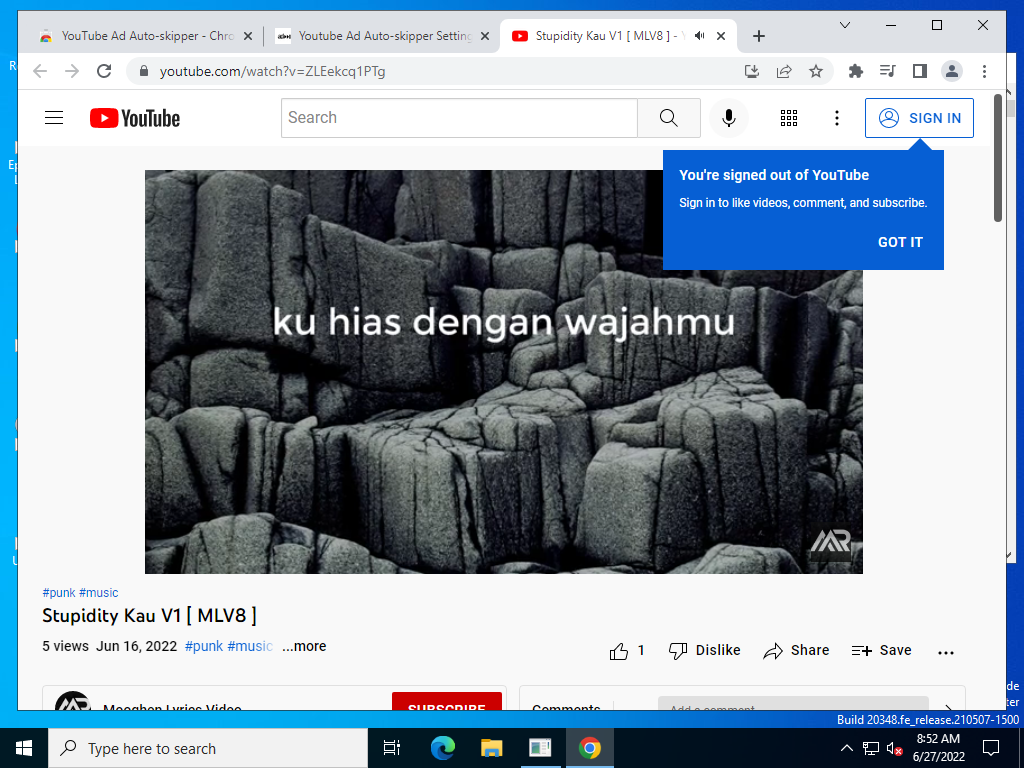 YouTube Ad Auto-skipper - Chro
Youtube Ad Auto-skipper Setting
Stupidity Kau V1 [ MLV8 ] -
youtube.com/watch?v=ZLEekcq1PTg
YouTube
Search
SIGN IN
You're signed out of YouTube
Sign in to like videos, comment, and subscribe.
GOT IT
ku hias dengan wajahmu
MR
#punk #music
Stupidity Kau V1 [ MLV8 ]
5 views Jun 16, 2022 #punk #music ...more
1 Dislike Share Save
Mooghen Lyrics Video
SUBSCRIBE
Comments
Add a comment
Build 20348.fe_release.210507-1500
Type here to search
8:52 AM
6/27/2022